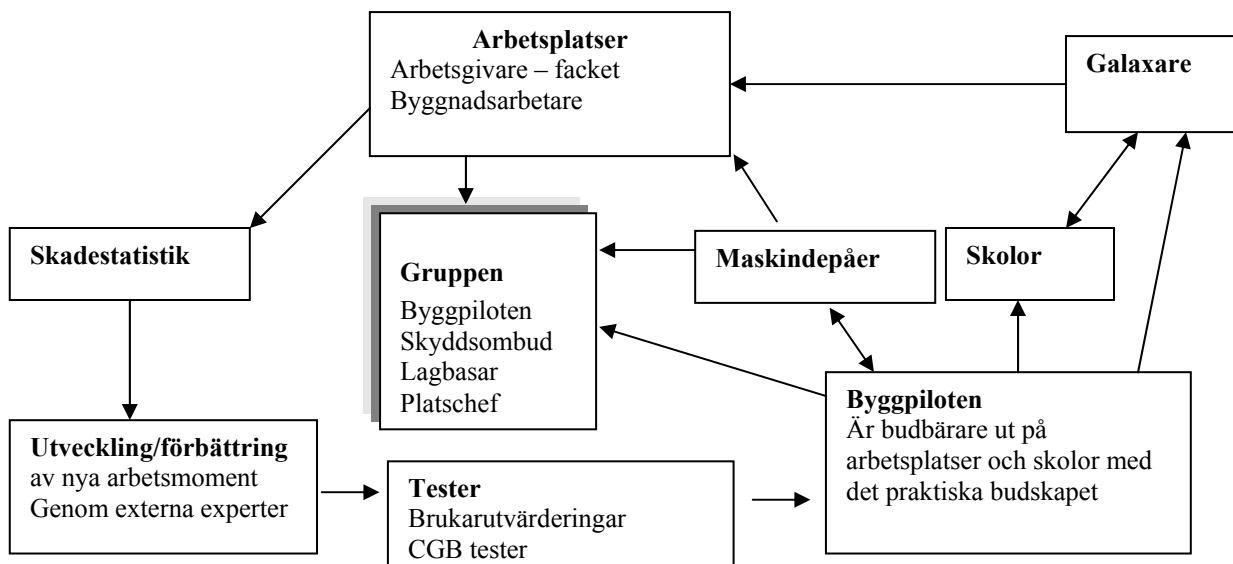 Arbetsplatser
Arbetsgivare – facket
Byggnadsarbetare
Galaxare
Skadestatistik
Gruppen
Byggpiloten
Skyddsombud
Lagbasar
Platschef
Maskindepåer
Skolor
Utveckling/förbättring
av nya arbetsmoment
Genom externa experter
Tester
Brukarutvärderingar
CGB tester
Byggpiloten
Är budbärare ut på
arbetsplatser och skolor med
det praktiska budskapet